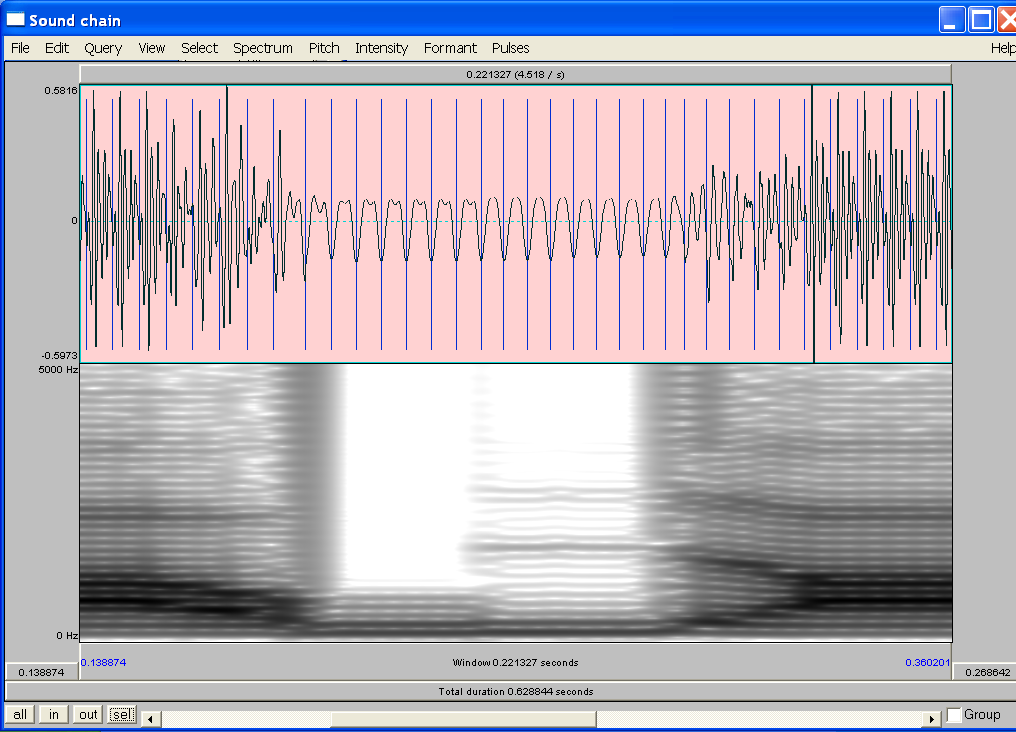 Sound chain
File Edit Query View Select Spectrum Pitch Intensity Formant Pulses Help
0.221327 (4.518 / s)
0.5816
0
-0.5973
5000 Hz
0 Hz
0.138874 Window 0.221327 seconds 0.360201
0.138874 0.268642
Total duration 0.628844 seconds
all in out sel Group